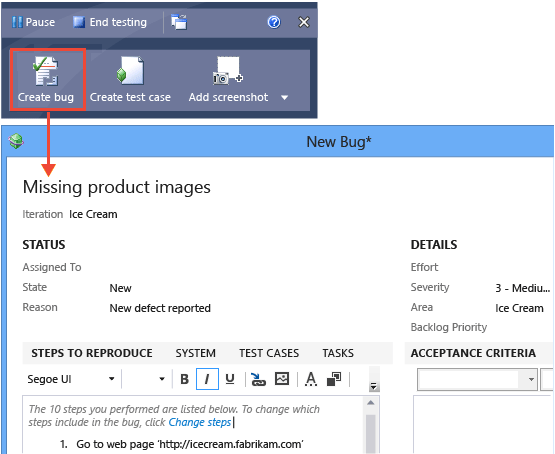 Pause End testing
Create bug Create test case Add screenshot
New Bug*
Missing product images
Iteration Ice Cream
STATUS DETAILS
Assigned To Effort
State New Severity 3 - Mediu...
Reason New defect reported Area Ice Cream
Backlog Priority
STEPS TO REPRODUCE SYSTEM TEST CASES TASKS ACCEPTANCE CRITERIA
Segoe UI B I U A
The 10 steps you performed are listed below. To change which
steps include in the bug, click Change steps
1. Go to web page 'http://icecream.fabrikam.com'